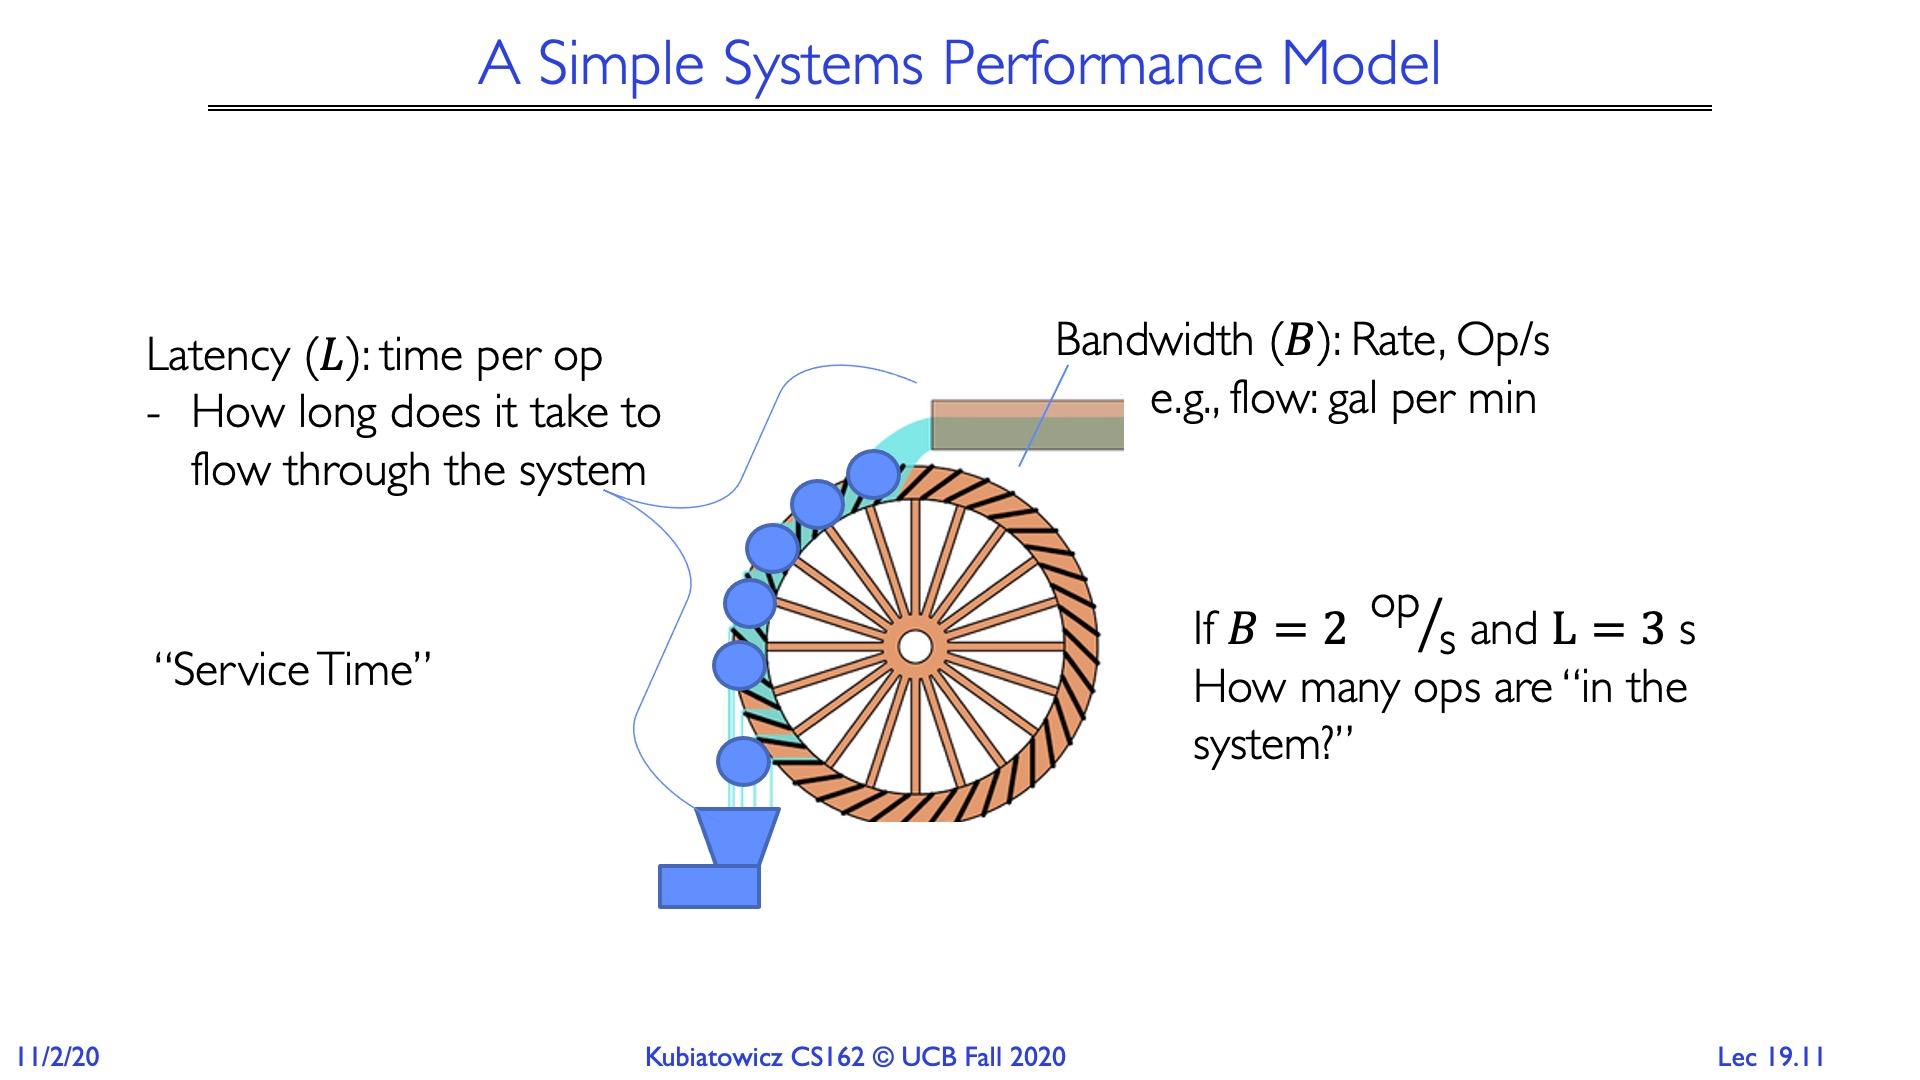 A Simple Systems Performance Model
Latency (L): time per op
- How long does it take to
flow through the system
“Service Time”
Bandwidth (B): Rate, Op/s
e.g., flow: gal per min
If B = 2 op/s and L = 3 s
How many ops are “in the
system?”
11/2/20
Kubiatowicz CS162 © UCB Fall 2020
Lec 19.11